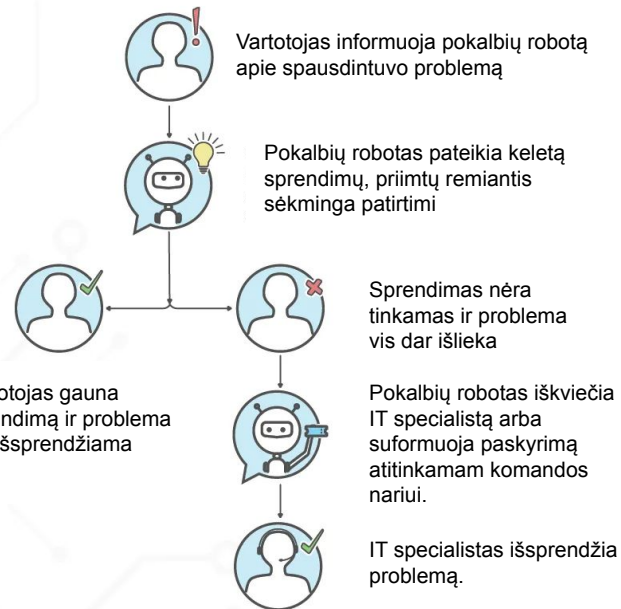 Vartotojas informuoja pokalbių robotą
apie spausdintuvo problemą
Pokalbių robotas pateikia keletą
sprendimų, priimtų remiantis
sėkminga patirtimi
Sprendimas nėra
tinkamas ir problema
vis dar išlieka
otojas gauna
ndimą ir problema
šsprendžiama
Pokalbių robotas iškviečia
IT specialistą arba
suformuoja paskyrimą
atitinkamam komandos
nariui.
IT specialistas išsprendžia
problemą.